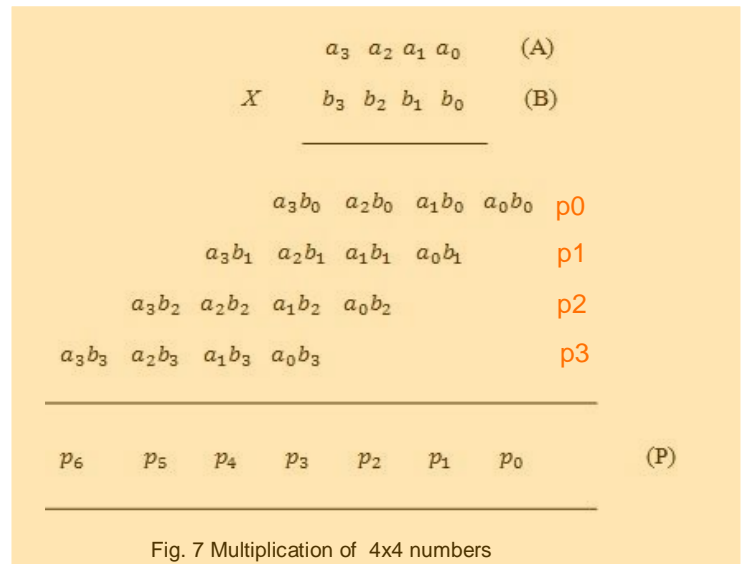 a₃ a₂ a₁ a₀ (A)
X b₃ b₂ b₁ b₀ (B)
a₃b₀ a₂b₀ a₁b₀ a₀b₀ p0
a₃b₁ a₂b₁ a₁b₁ a₀b₁ p1
a₃b₂ a₂b₂ a₁b₂ a₀b₂ p2
a₃b₃ a₂b₃ a₁b₃ a₀b₃ p3
p₆ p₅ p₄ p₃ p₂ p₁ p₀ (P)
Fig. 7 Multiplication of 4x4 numbers